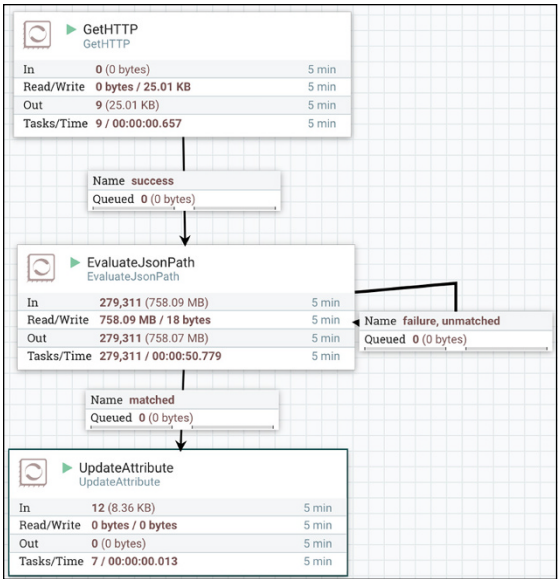 GetHTTP
GetHTTP
In 0 (0 bytes) 5 min
Read/Write 0 bytes / 25.01 KB 5 min
Out 9 (25.01 KB) 5 min
Tasks/Time 9 / 00:00:00.657 5 min
Name success
Queued 0 (0 bytes)
EvaluateJsonPath
EvaluateJsonPath
In 279,311 (758.09 MB) 5 min
Read/Write 758.09 MB / 18 bytes 5 min
Out 279,311 (758.07 MB) 5 min
Tasks/Time 279,311 / 00:00:50.779 5 min
Name failure, unmatched
Queued 0 (0 bytes)
Name matched
Queued 0 (0 bytes)
UpdateAttribute
UpdateAttribute
In 12 (8.36 KB) 5 min
Read/Write 0 bytes / 0 bytes 5 min
Out 0 (0 bytes) 5 min
Tasks/Time 7 / 00:00:00.013 5 min